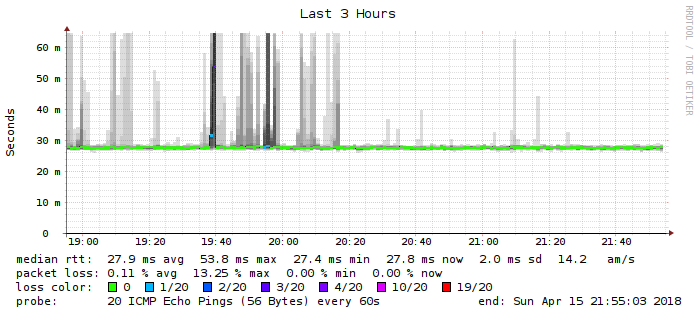 Last 3 Hours
RRDTOOL / TOBI OETIKER
Seconds
60 m
50 m
40 m
30 m
20 m
10 m
0
19:00 19:20 19:40 20:00 20:20 20:40 21:00 21:20 21:40
median rtt: 27.9 ms avg 53.8 ms max 27.4 ms min 27.8 ms now 2.0 ms sd 14.2 am/s
packet loss: 0.11 % avg 13.25 % max 0.00 % min 0.00 % now
loss color: 0 1/20 2/20 3/20 4/20 10/20 19/20
probe: 20 ICMP Echo Pings (56 Bytes) every 60s end: Sun Apr 15 21:55:03 2018